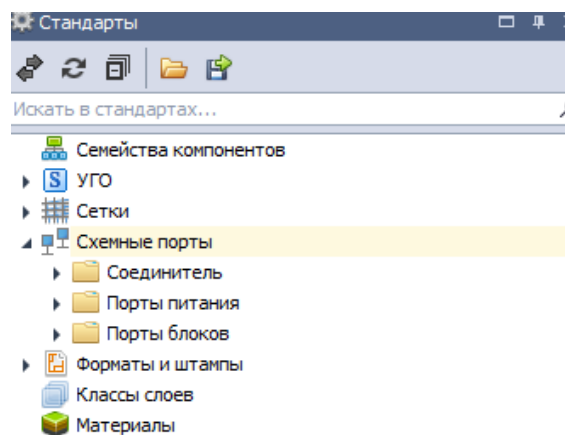 Стандарты
Искать в стандартах...
Семейства компонентов
S УГО
Сетки
Схемные порты
Соединитель
Порты питания
Порты блоков
Форматы и штампы
Классы слоев
Материалы